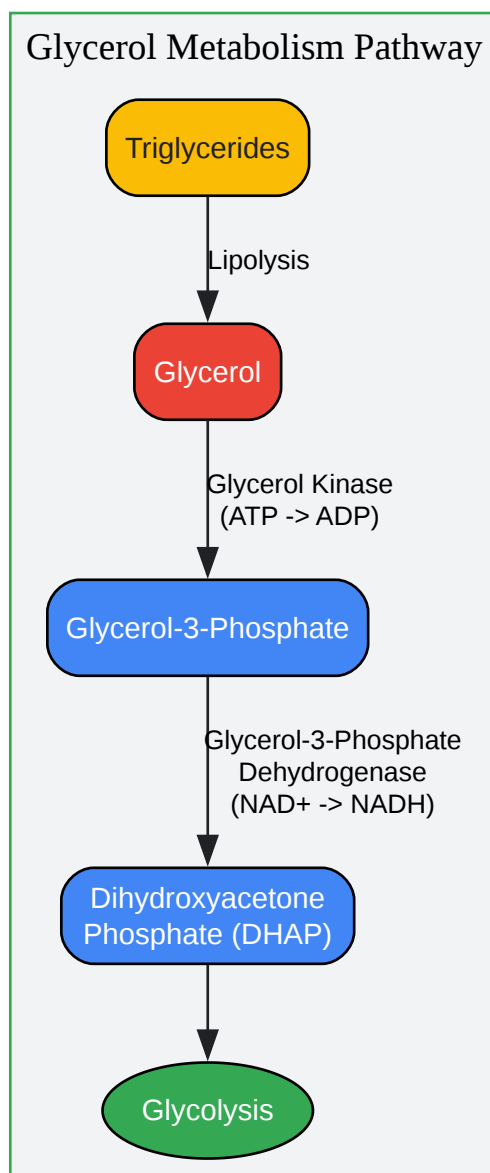 Glycerol Metabolism Pathway
Triglycerides
Lipolysis
Glycerol
Glycerol Kinase
(ATP -> ADP)
Glycerol-3-Phosphate
Glycerol-3-Phosphate
Dehydrogenase
(NAD+ -> NADH)
Dihydroxyacetone
Phosphate (DHAP)
Glycolysis